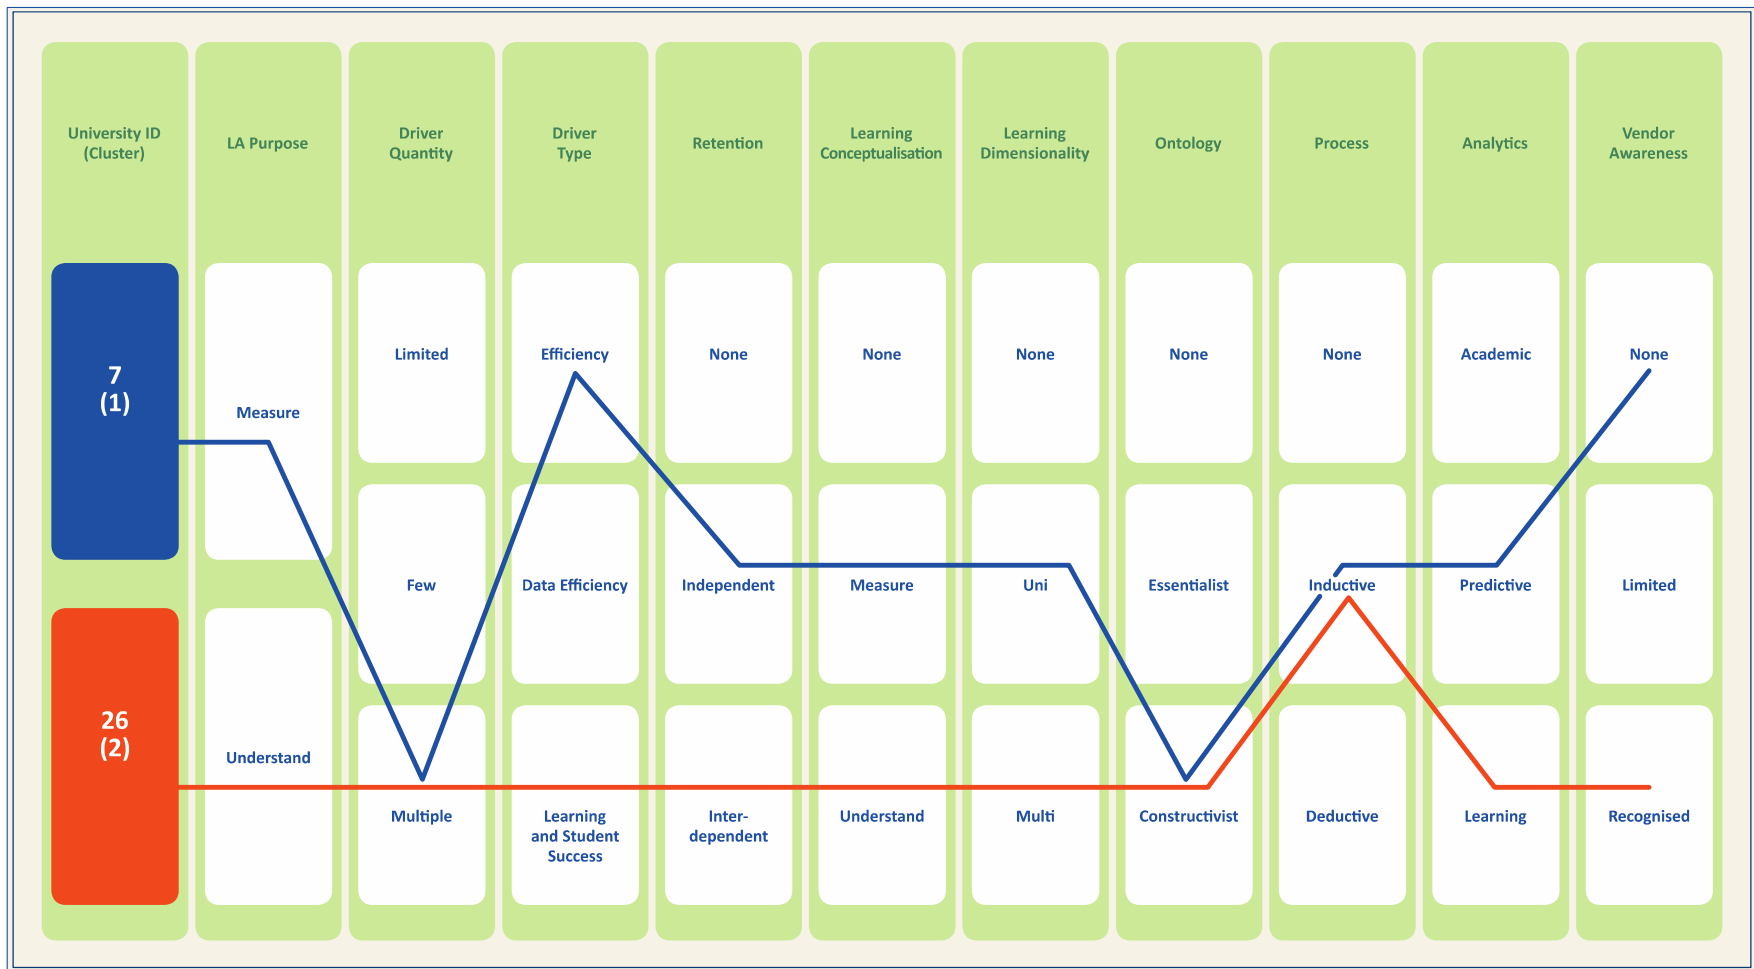 University ID
(Cluster)
LA Purpose
Driver
Quantity
Driver
Type
Retention
Learning
Conceptualisation
Learning
Dimensionality
Ontology
Process
Analytics
Vendor
Awareness
7
(1)
Measure
Limited
Efficiency
None
None
None
None
None
Academic
None
Few
Data Efficiency
Independent
Measure
Uni
Essentialist
Inductive
Predictive
Limited
26
(2)
Understand
Multiple
Learning
and Student
Success
Inter-
dependent
Understand
Multi
Constructivist
Deductive
Learning
Recognised